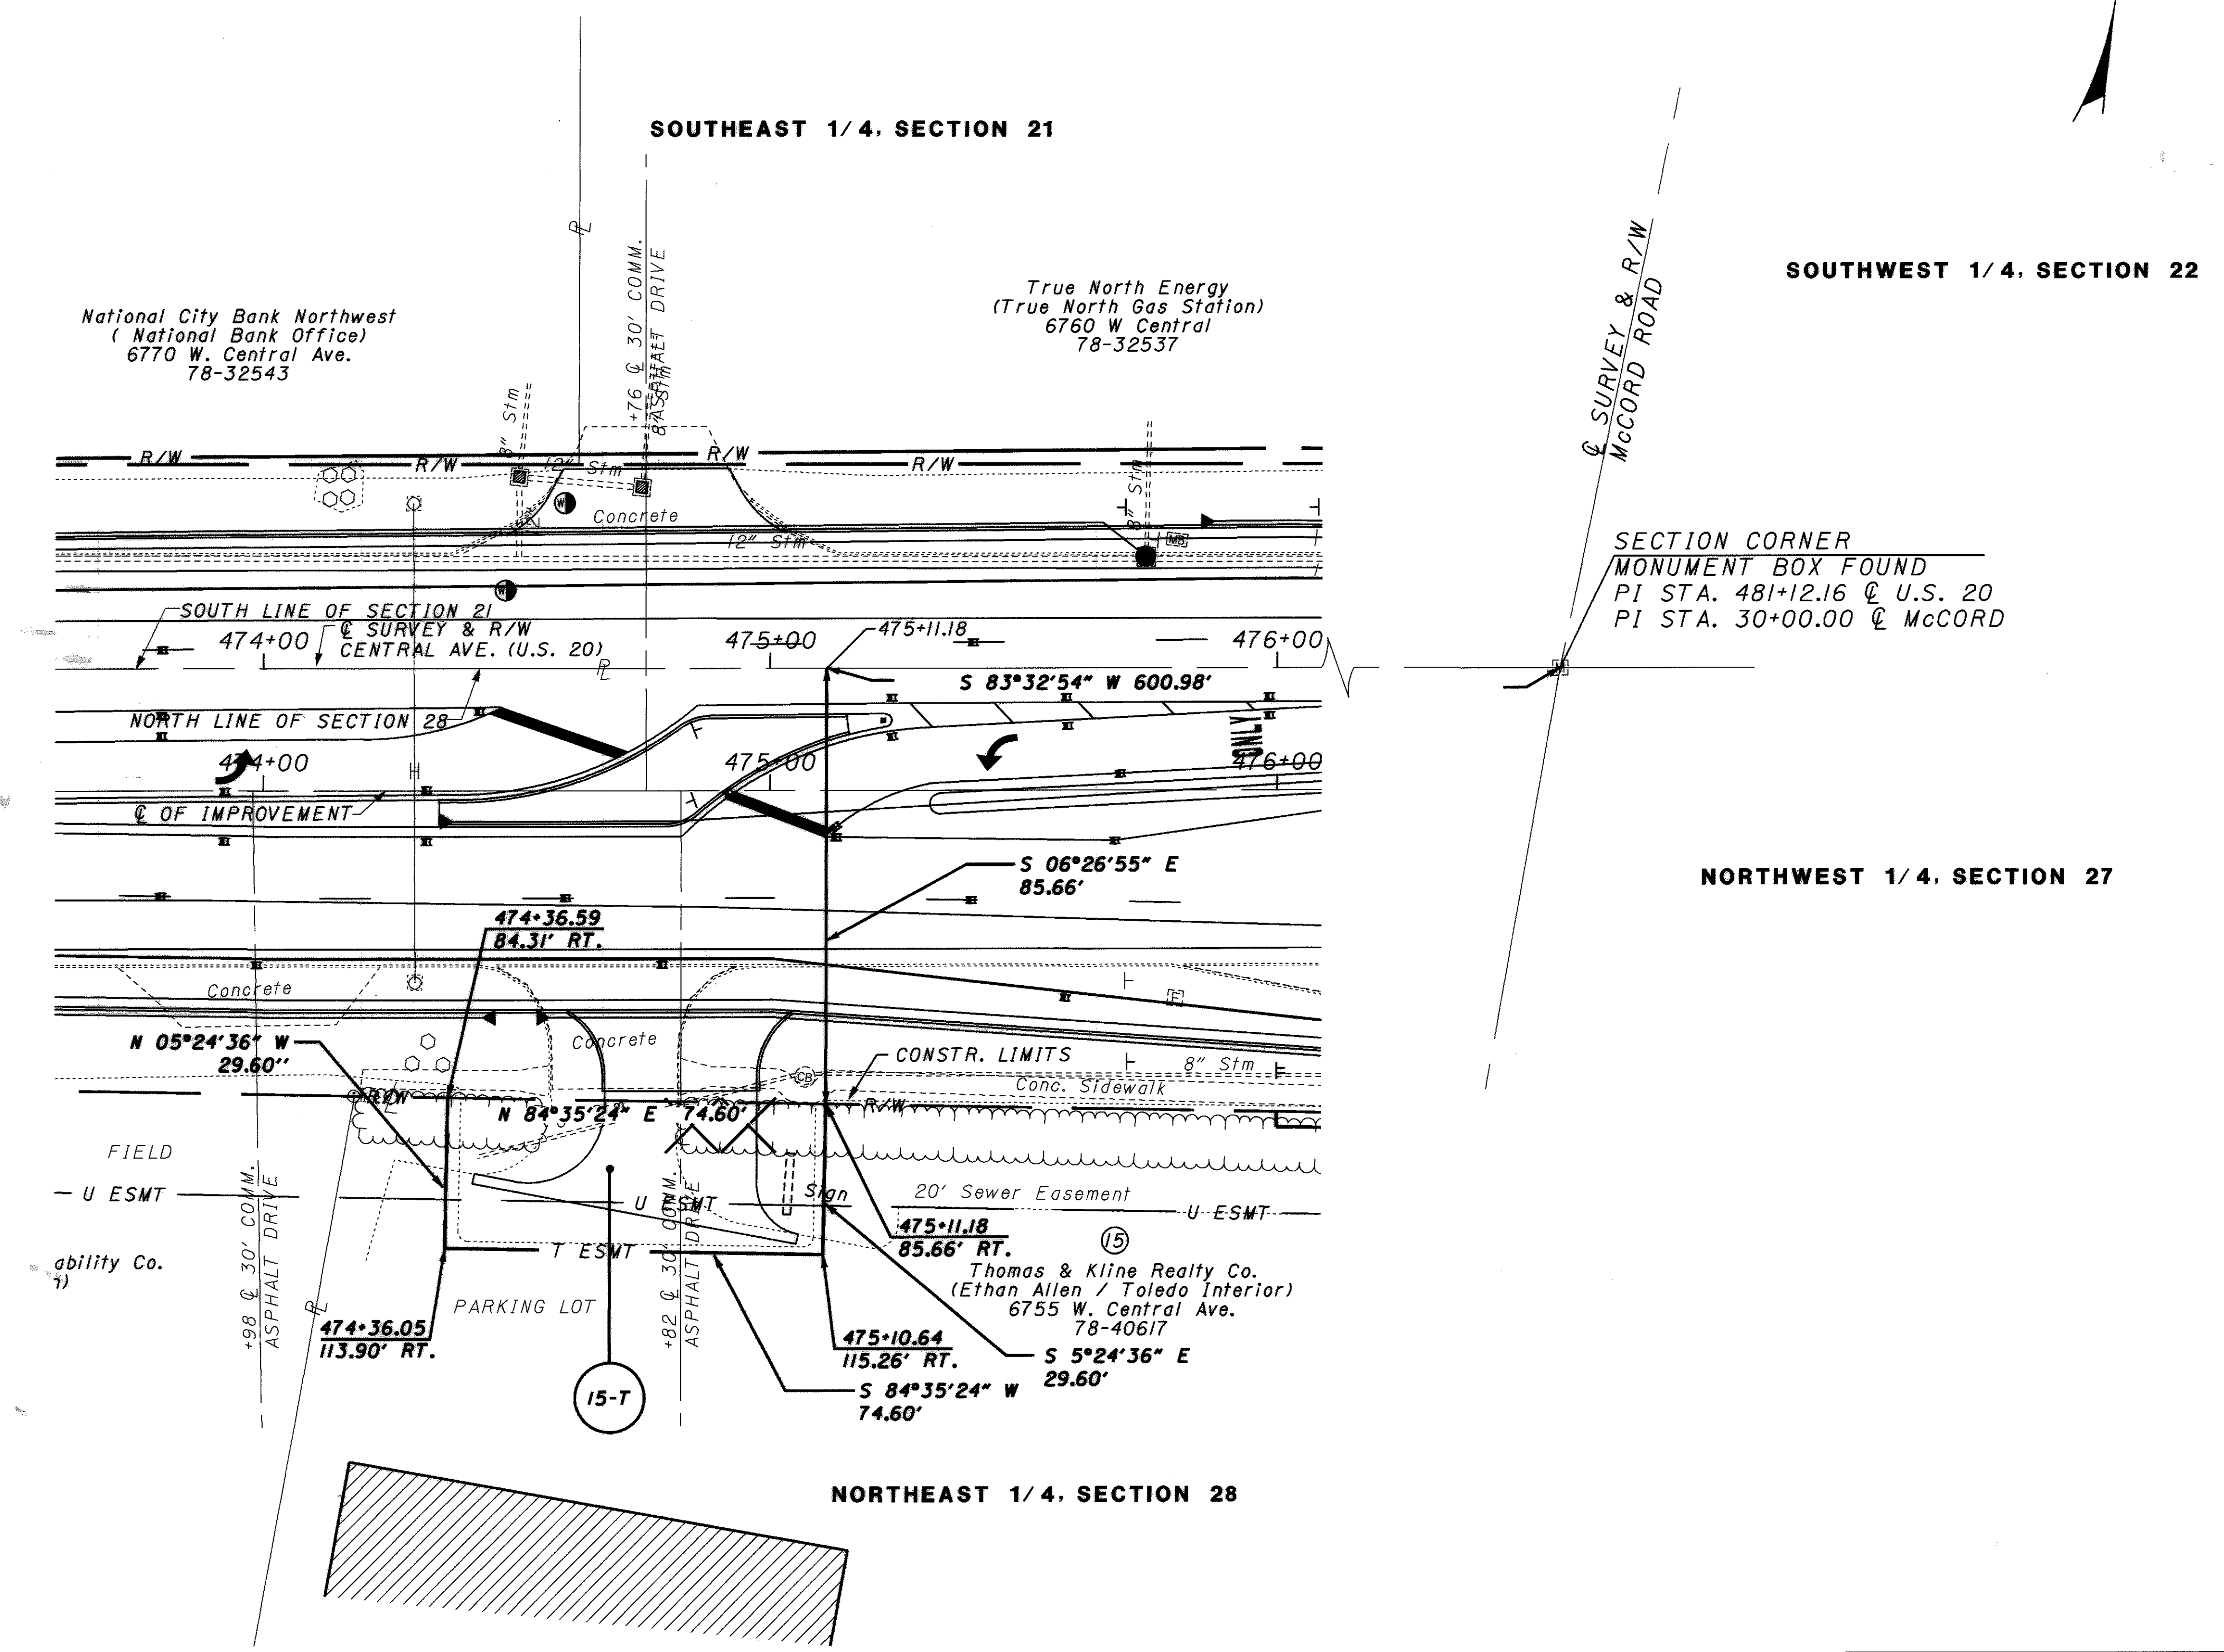 SOUTHEAST 1/4, SECTION 21
SOUTHWEST 1/4, SECTION 22
℄ SURVEY & R/W
McCORD ROAD
National City Bank Northwest
( National Bank Office)
6770 W. Central Ave.
78-32543
True North Energy
(True North Gas Station)
6760 W Central
78-32537
℄
+76 ℄ 30' COMM.
ASPHALT DRIVE
8" Stm
8" Stm
8" Stm
R/W
R/W
R/W
R/W
12" Stm
W
Concrete
12" Stm
MB
W
SECTION CORNER
MONUMENT BOX FOUND
PI STA. 481+12.16 ℄ U.S. 20
PI STA. 30+00.00 ℄ McCORD
SOUTH LINE OF SECTION 21
℄ SURVEY & R/W
CENTRAL AVE. (U.S. 20)
474+00
475+00
475+11.18
476+00
S 83°32'54" W 600.98'
NORTH LINE OF SECTION 28
474+00
475+00
476+00
ONLY
℄ OF IMPROVEMENT
S 06°26'55" E
85.66'
NORTHWEST 1/4, SECTION 27
474+36.59
84.31' RT.
Concrete
N 05°24'36" W
29.60''
Concrete
CB
CONSTR. LIMITS
8" Stm
Conc. Sidewalk
R/W
R/W
N 84°35'24" E 74.60'
FIELD
U ESMT
U ESMT
Sign
20' Sewer Easement
U ESMT
+98 ℄ 30' COMM.
ASPHALT DRIVE
+82 ℄ 30' COMM.
ASPHALT DRIVE
T ESMT
475+11.18
85.66' RT.
15
Thomas & Kline Realty Co.
(Ethan Allen / Toledo Interior)
6755 W. Central Ave.
78-40617
ability Co.
PARKING LOT
474+36.05
113.90' RT.
475+10.64
115.26' RT.
S 5°24'36" E
29.60'
S 84°35'24" W
74.60'
15-T
NORTHEAST 1/4, SECTION 28